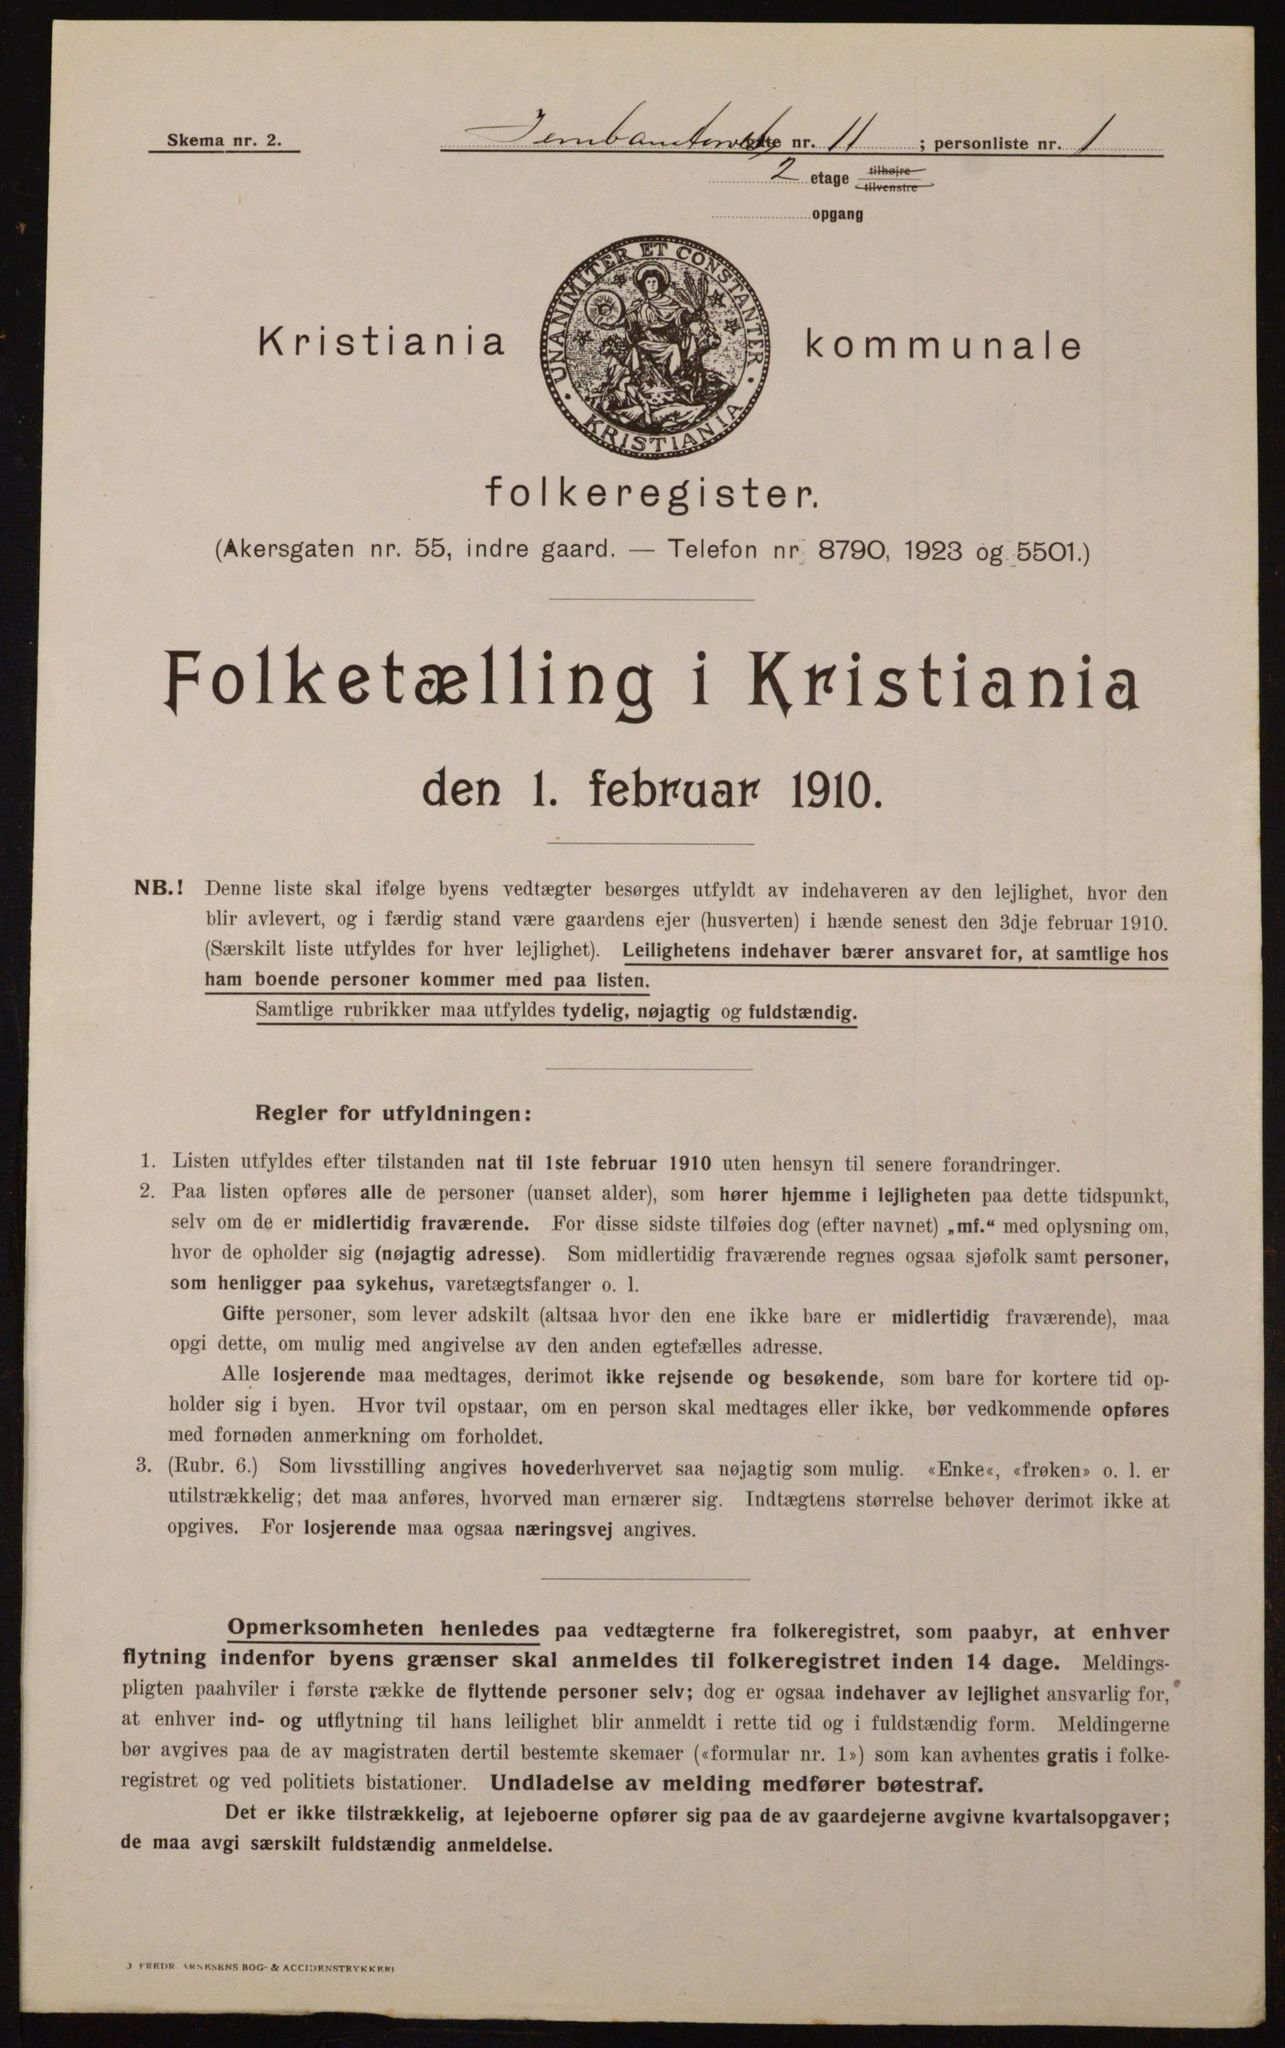 Skema nr. 2.
Jernbanetorvet gate nr. 11 ; personliste nr. 1
2 etage tilhøjre
tilvenstre
opgang
UNANIMITER ET CONSTANTER
KRISTIANIA
Kristiania kommunale
folkeregister.
(Akersgaten nr. 55, indre gaard. — Telefon nr 8790, 1923 og 5501.)
Folketælling i Kristiania
den 1. februar 1910.
NB.! Denne liste skal ifølge byens vedtægter besørges utfyldt av indehaveren av den lejlighet, hvor den
blir avlevert, og i færdig stand være gaardens ejer (husverten) i hænde senest den 3dje februar 1910.
(Særskilt liste utfyldes for hver lejlighet). Leilighetens indehaver bærer ansvaret for, at samtlige hos
ham boende personer kommer med paa listen.
Samtlige rubrikker maa utfyldes tydelig, nøjagtig og fuldstændig.
Regler for utfyldningen:
1. Listen utfyldes efter tilstanden nat til 1ste februar 1910 uten hensyn til senere forandringer.
2. Paa listen opføres alle de personer (uanset alder), som hører hjemme i lejligheten paa dette tidspunkt,
selv om de er midlertidig fraværende. For disse sidste tilføies dog (efter navnet) „mf.“ med oplysning om,
hvor de opholder sig (nøjagtig adresse). Som midlertidig fraværende regnes ogsaa sjøfolk samt personer,
som henligger paa sykehus, varetægtsfanger o. l.
Gifte personer, som lever adskilt (altsaa hvor den ene ikke bare er midlertidig fraværende), maa
opgi dette, om mulig med angivelse av den anden egtefælles adresse.
Alle losjerende maa medtages, derimot ikke rejsende og besøkende, som bare for kortere tid op-
holder sig i byen. Hvor tvil opstaar, om en person skal medtages eller ikke, bør vedkommende opføres
med fornøden anmerkning om forholdet.
3. (Rubr. 6.) Som livsstilling angives hovederhvervet saa nøjagtig som mulig. «Enke«, «frøken» o. l. er
utilstrækkelig; det maa anføres, hvorved man ernærer sig. Indtægtens størrelse behøver derimot ikke at
opgives. For losjerende maa ogsaa næringsvej angives.
Opmerksomheten henledes paa vedtægterne fra folkeregistret, som paabyr, at enhver
flytning indenfor byens grænser skal anmeldes til folkeregistret inden 14 dage. Meldings-
pligten paahviler i første række de flyttende personer selv; dog er ogsaa indehaver av lejlighet ansvarlig for,
at enhver ind- og utflytning til hans leilighet blir anmeldt i rette tid og i fuldstændig form. Meldingerne
bør avgives paa de av magistraten dertil bestemte skemaer («formular nr. 1») som kan avhentes gratis i folke-
registret og ved politiets bistationer. Undladelse av melding medfører bøtestraf.
Det er ikke tilstrækkelig, at lejeboerne opfører sig paa de av gaardejerne avgivne kvartalsopgaver;
de maa avgi særskilt fuldstændig anmeldelse.
J FREDR ARNESENS BOG- & ACCIDENSTRYKKERI